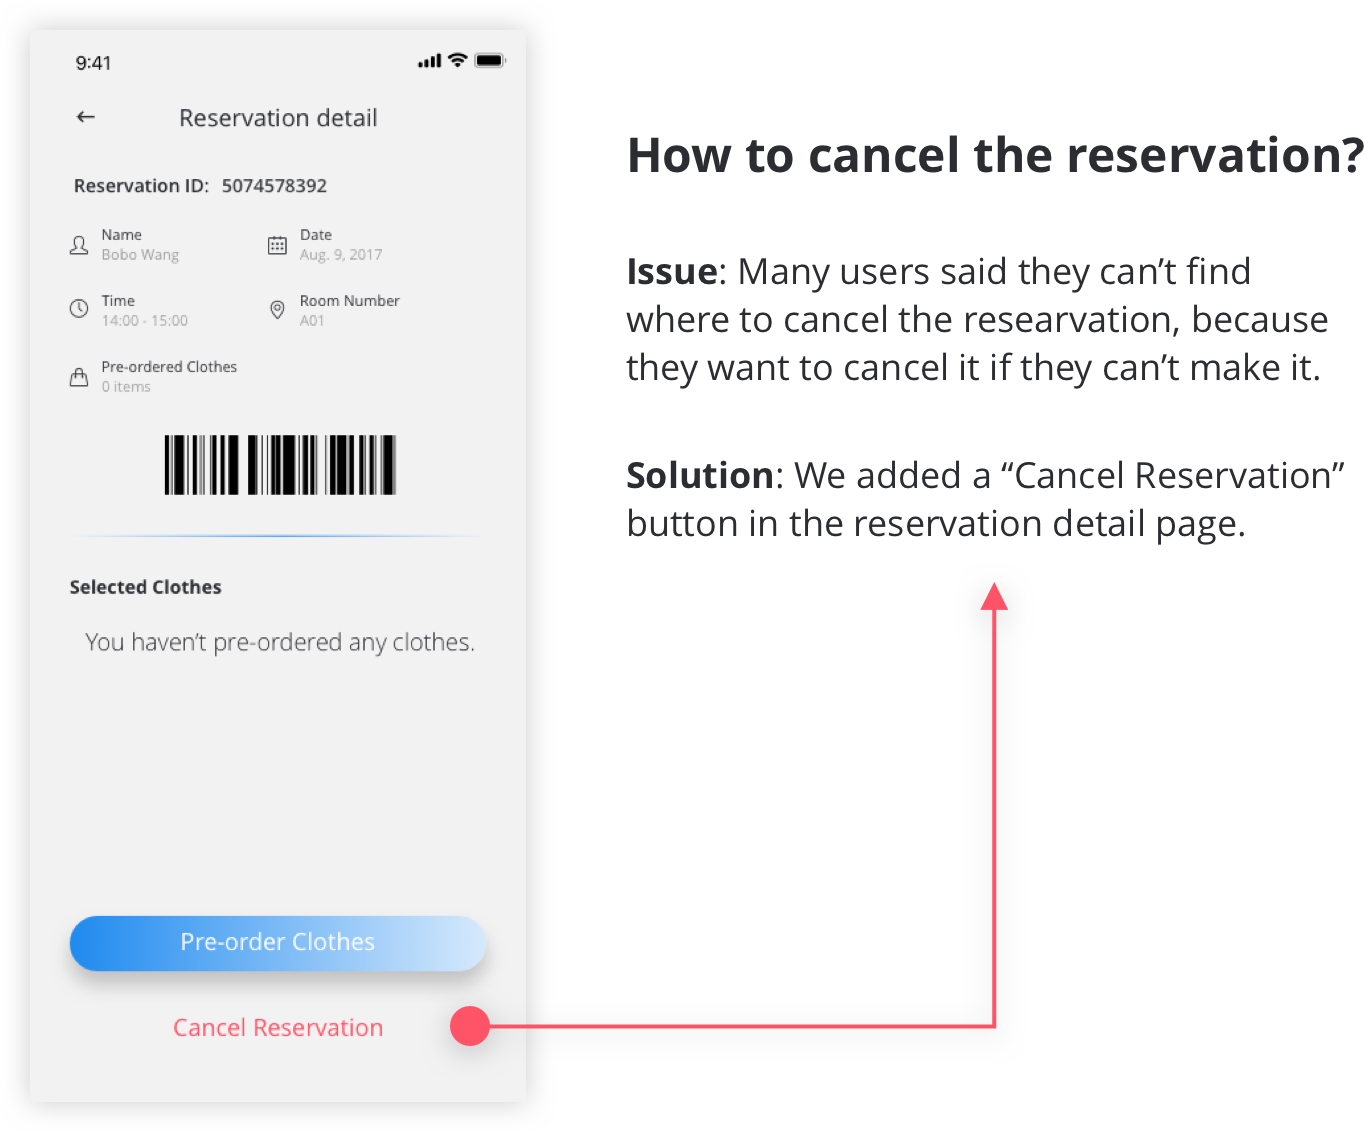 9:41
Reservation detail
Reservation ID: 5074578392
Name
Bobo Wang
Date
Aug. 9, 2017
Time
14:00 - 15:00
Room Number
A01
Pre-ordered Clothes
0 items
Selected Clothes
You haven’t pre-ordered any clothes.
Pre-order Clothes
Cancel Reservation
How to cancel the reservation?
Issue: Many users said they can’t find
where to cancel the researvation, because
they want to cancel it if they can’t make it.
Solution: We added a “Cancel Reservation”
button in the reservation detail page.